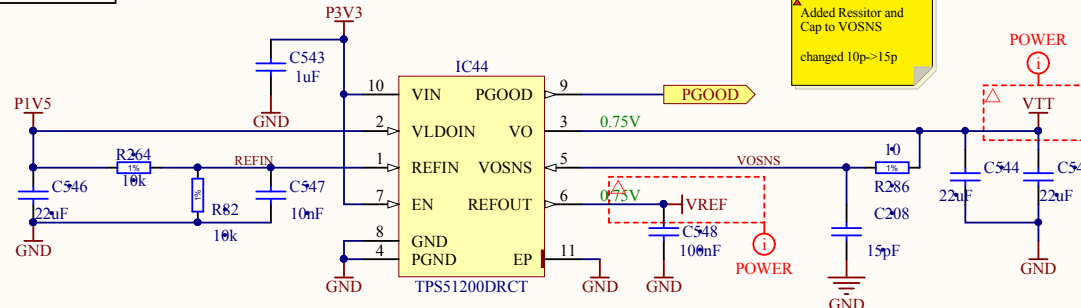 Added Ressitor and
Cap to VOSNS
changed 10p->15p
P3V3
C543
1uF
GND
IC44
10 VIN PGOOD 9 PGOOD
P1V5
2 VLDOIN VO 3 0.75V
R264
1%
10k
REFIN
1 REFIN VOSNS 5 VOSNS
10
1%
R286
POWER
i
VTT
C546
22uF
GND
1%
R82
10k
C547
10nF
7 EN REFOUT 6 0.75V
VREF
C548
100nF
GND
i
POWER
C208
15pF
GND
C544
22uF
22uF
GND
8 GND
4 PGND EP 11
GND
GND
TPS51200DRCT